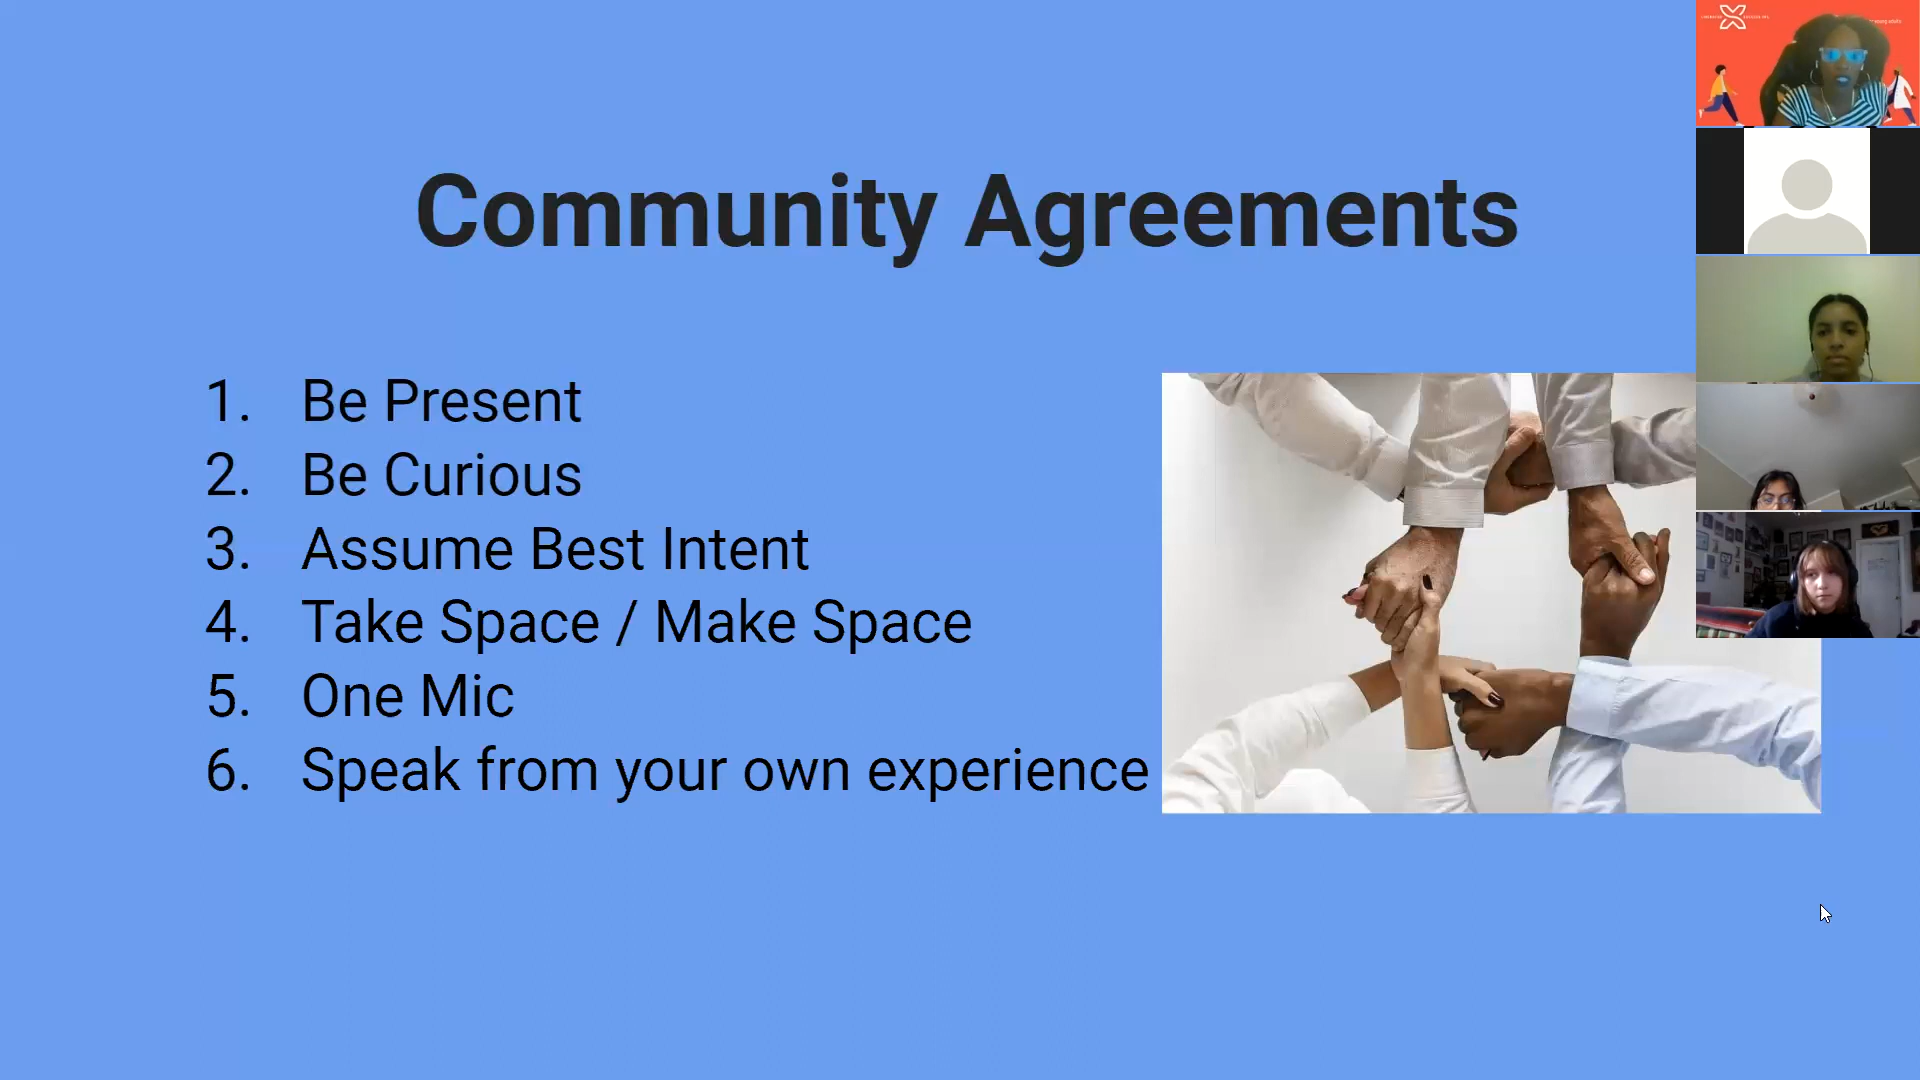 Community Agreements
1. Be Present
2. Be Curious
3. Assume Best Intent
4. Take Space / Make Space
5. One Mic
6. Speak from your own experience